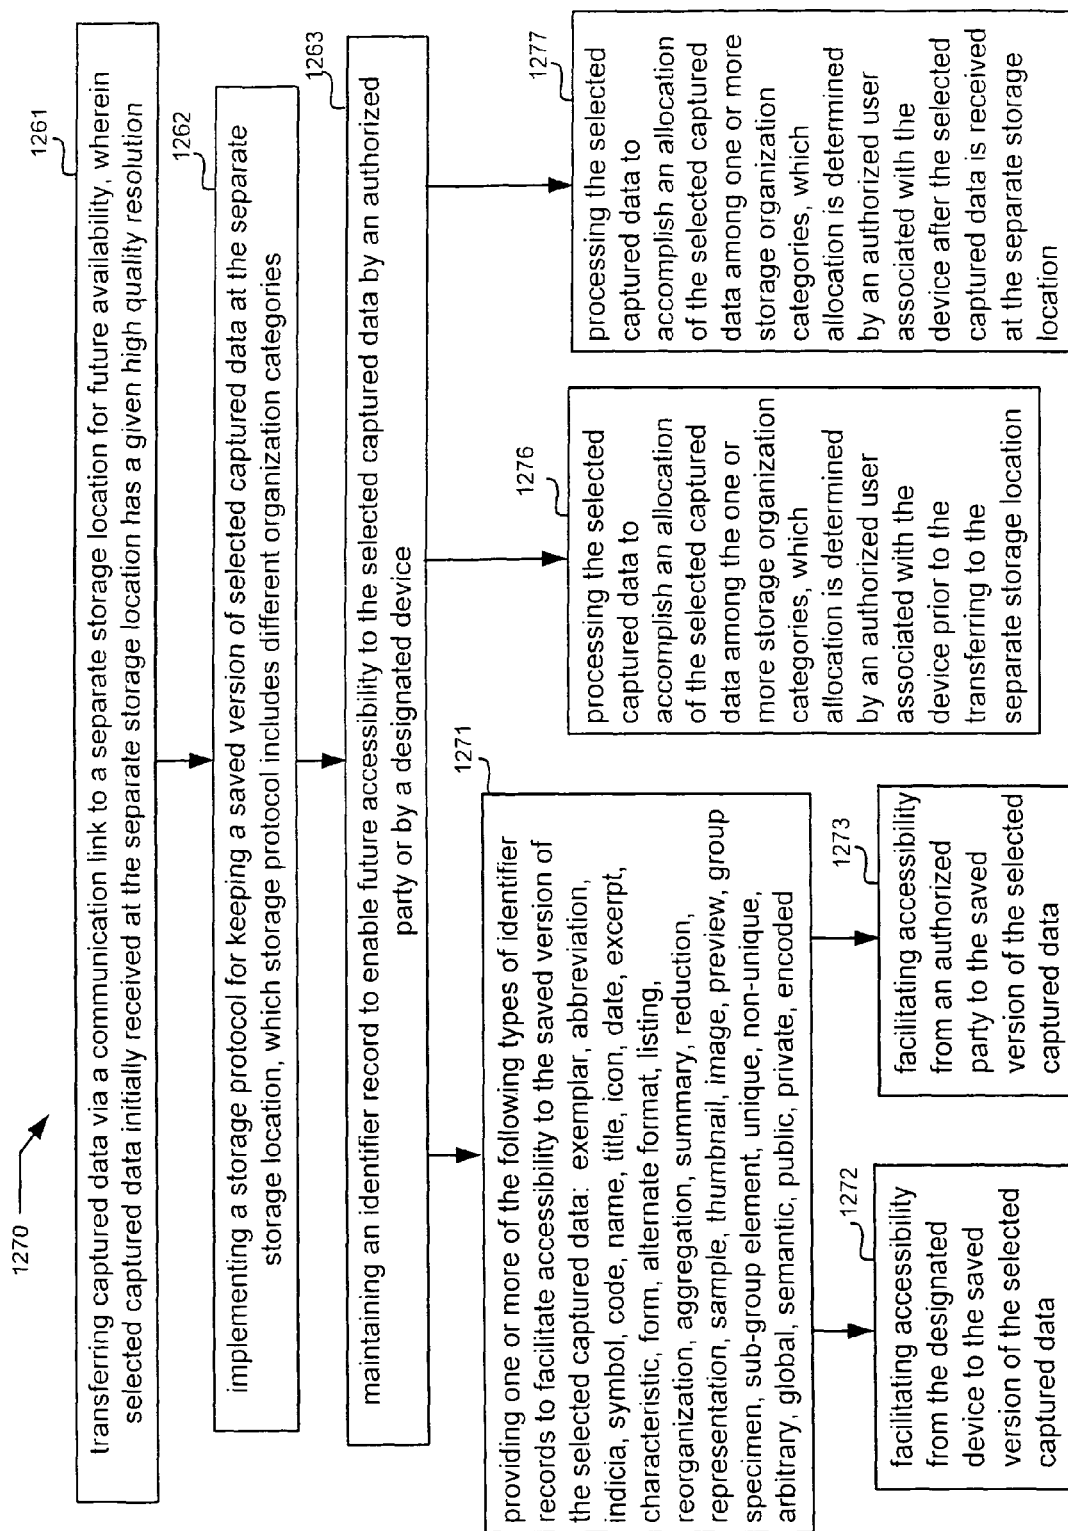 1270
1261
transferring captured data via a communication link to a separate storage location for future availability, wherein
selected captured data initially received at the separate storage location has a given high quality resolution
1262
implementing a storage protocol for keeping a saved version of selected captured data at the separate
storage location, which storage protocol includes different organization categories
1263
maintaining an identifier record to enable future accessibility to the selected captured data by an authorized
party or by a designated device
1271
providing one or more of the following types of identifier
records to facilitate accessibility to the saved version of
the selected captured data: exemplar, abbreviation,
indicia, symbol, code, name, title, icon, date, excerpt,
characteristic, form, alternate format, listing,
reorganization, aggregation, summary, reduction,
representation, sample, thumbnail, image, preview, group
specimen, sub-group element, unique, non-unique,
arbitrary, global, semantic, public, private, encoded
1272
facilitating accessibility
from the designated
device to the saved
version of the selected
captured data
1273
facilitating accessibility
from an authorized
party to the saved
version of the selected
captured data
1276
processing the selected
captured data to
accomplish an allocation
of the selected captured
data among the one or
more storage organization
categories, which
allocation is determined
by an authorized user
associated with the
device prior to the
transferring to the
separate storage location
1277
processing the selected
captured data to
accomplish an allocation
of the selected captured
data among one or more
storage organization
categories, which
allocation is determined
by an authorized user
associated with the
device after the selected
captured data is received
at the separate storage
location